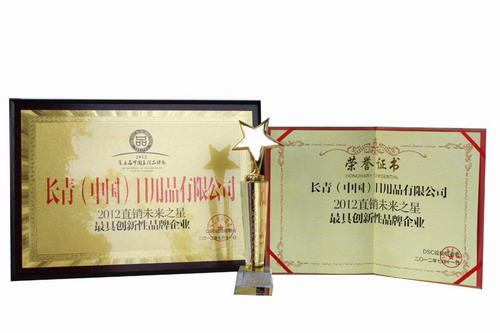 2012
长青（中国）日用品有限公司
2012直销未来之星
最具创新性品牌企业
荣誉证书
HONORARY CREDENTIAL
长青（中国）日用品有限公司
2012直销未来之星
最具创新性品牌企业